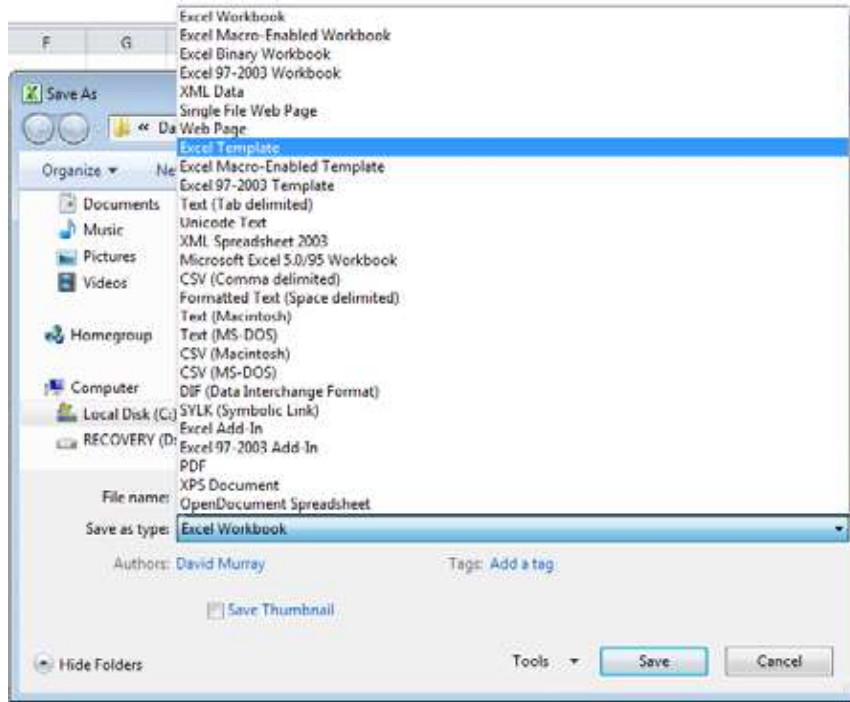 Excel Workbook
Excel Macro-Enabled Workbook
Excel Binary Workbook
Excel 97-2003 Workbook
XML Data
Single File Web Page
Web Page
Excel Template
Excel Macro-Enabled Template
Excel 97-2003 Template
Text (Tab delimited)
Unicode Text
XML Spreadsheet 2003
Microsoft Excel 5.0/95 Workbook
CSV (Comma delimited)
Formatted Text (Space delimited)
Text (Macintosh)
Text (MS-DOS)
CSV (Macintosh)
CSV (MS-DOS)
DIF (Data Interchange Format)
SYLK (Symbolic Link)
Excel Add-In
Excel 97-2003 Add-In
PDF
XPS Document
OpenDocument Spreadsheet
F G
Save As
« Da
Organize Ne
Documents
Music
Pictures
Videos
Homegroup
Computer
Local Disk (C:)
RECOVERY (D:
File name:
Save as type: Excel Workbook
Authors: David Murray Tags: Add a tag
Save Thumbnail
Hide Folders Tools Save Cancel